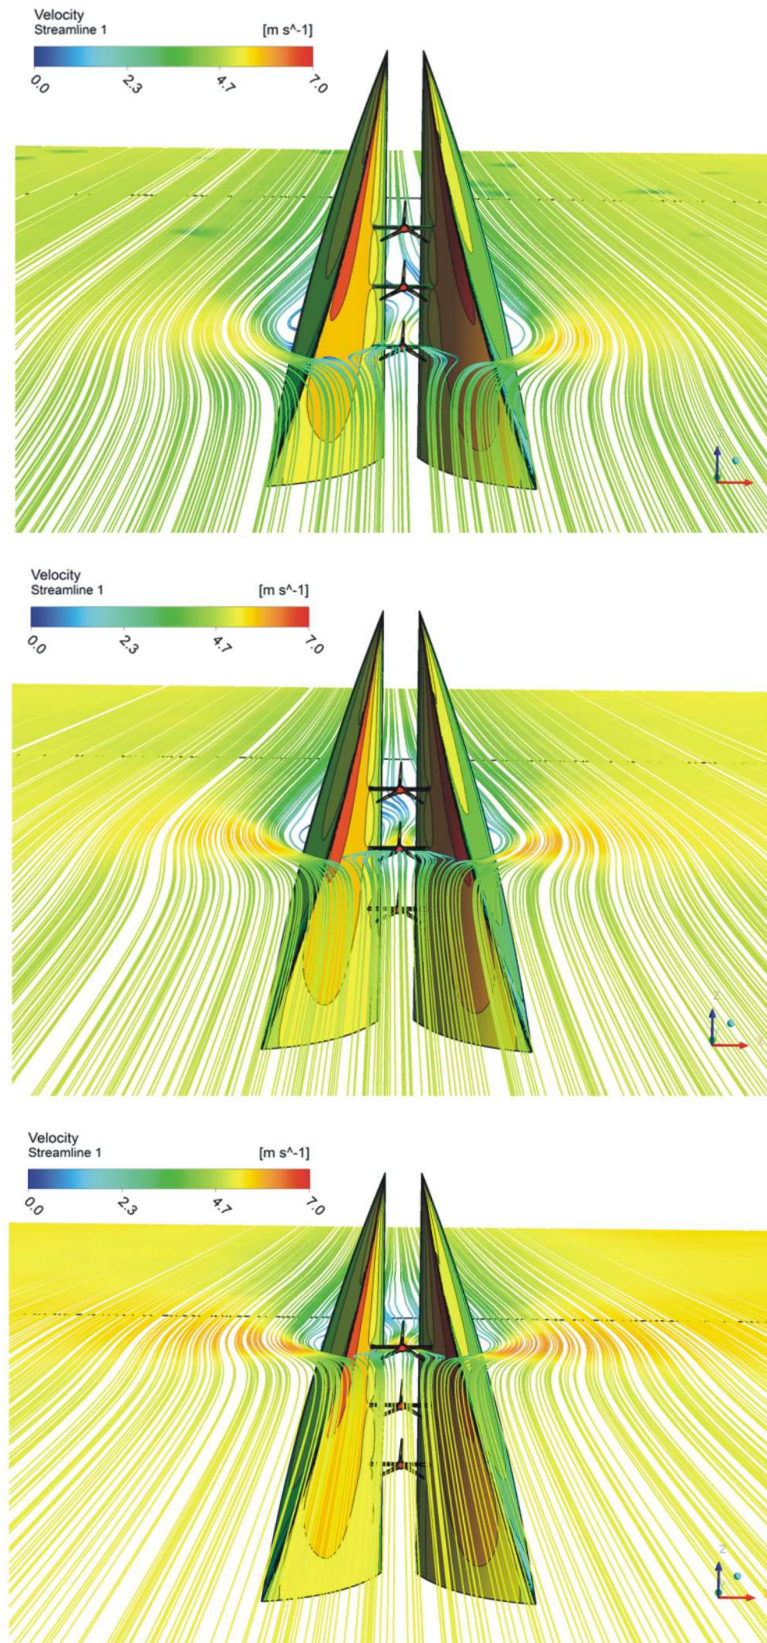 Velocity
Streamline 1
[m s^-1]
0.0
2.3
4.7
7.0
Velocity
Streamline 1
[m s^-1]
0.0
2.3
4.7
7.0
Z
Velocity
Streamline 1
[m s^-1]
0.0
2.3
4.7
7.0
Z